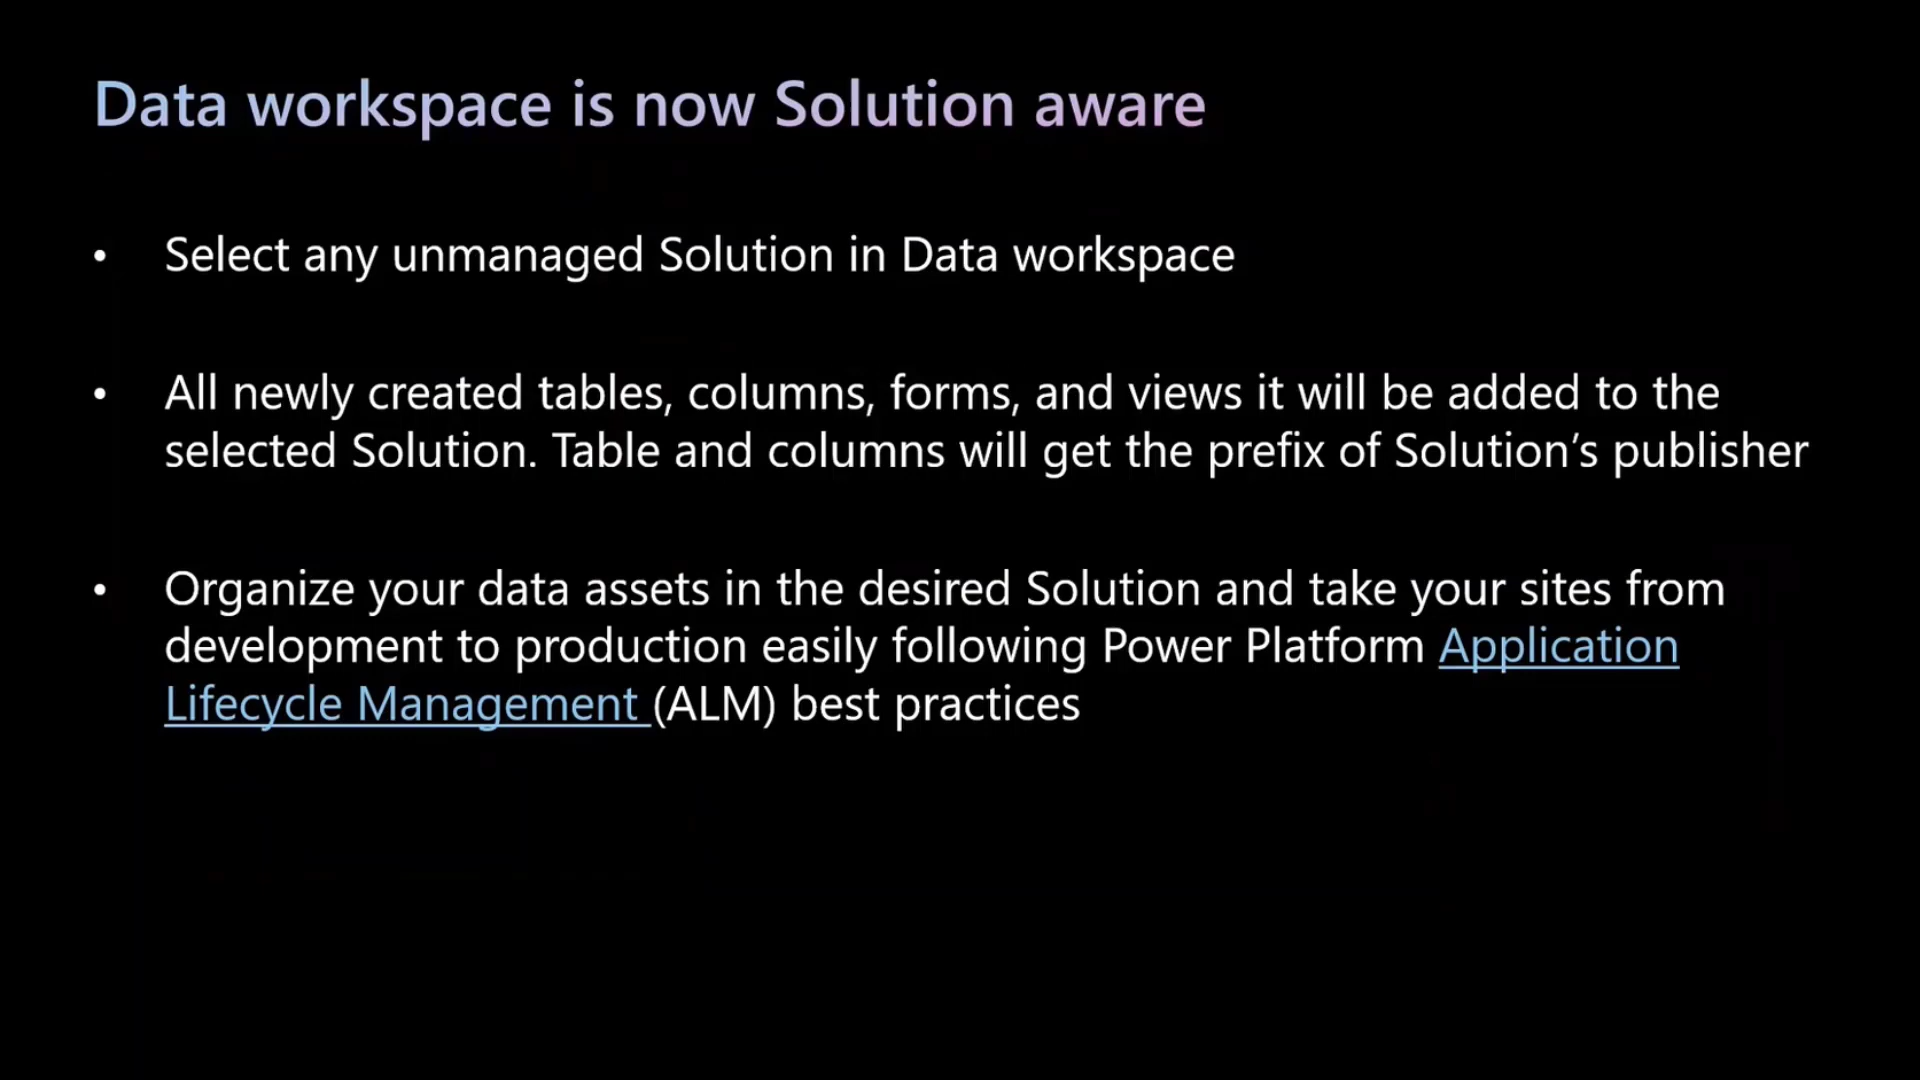 Data workspace is now Solution aware
• Select any unmanaged Solution in Data workspace
• All newly created tables, columns, forms, and views it will be added to the
selected Solution. Table and columns will get the prefix of Solution’s publisher
• Organize your data assets in the desired Solution and take your sites from
development to production easily following Power Platform Application
Lifecycle Management (ALM) best practices